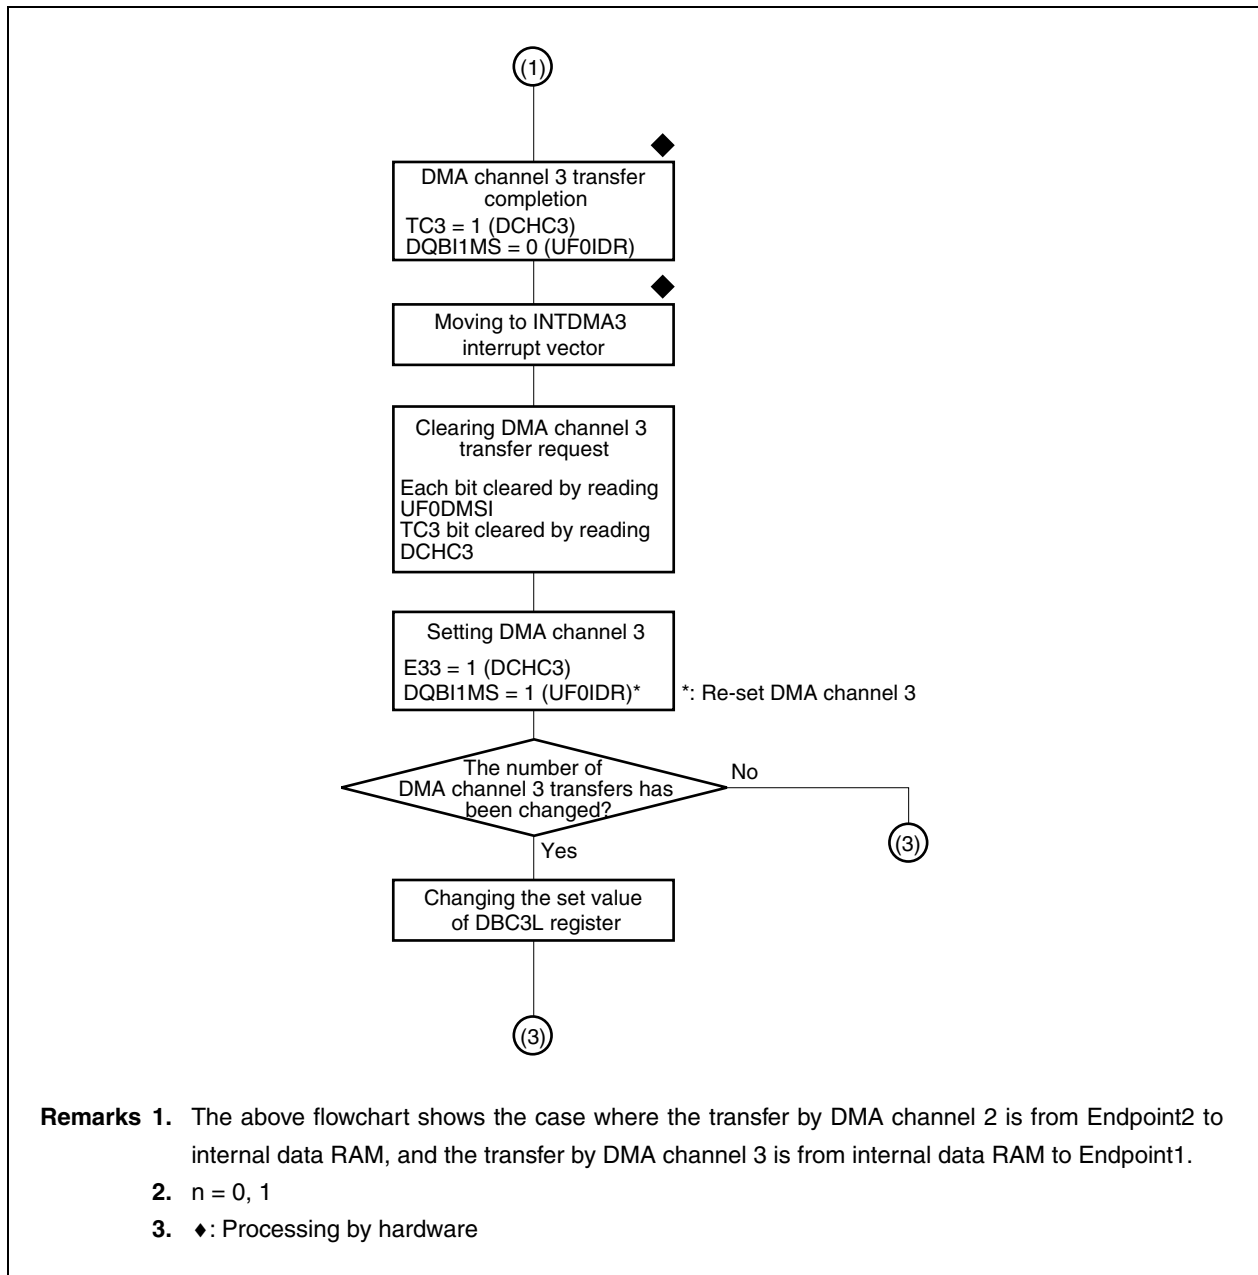 (1)
DMA channel 3 transfer
completion
TC3 = 1 (DCHC3)
DQBI1MS = 0 (UF0IDR)
Moving to INTDMA3
interrupt vector
Clearing DMA channel 3
transfer request
Each bit cleared by reading
UF0DMSI
TC3 bit cleared by reading
DCHC3
Setting DMA channel 3
E33 = 1 (DCHC3)
DQBI1MS = 1 (UF0IDR)* *: Re-set DMA channel 3
The number of
DMA channel 3 transfers has
been changed?
No
(3)
Yes
Changing the set value
of DBC3L register
(3)
Remarks 1. The above flowchart shows the case where the transfer by DMA channel 2 is from Endpoint2 to
internal data RAM, and the transfer by DMA channel 3 is from internal data RAM to Endpoint1.
2. n = 0, 1
3. ♦: Processing by hardware